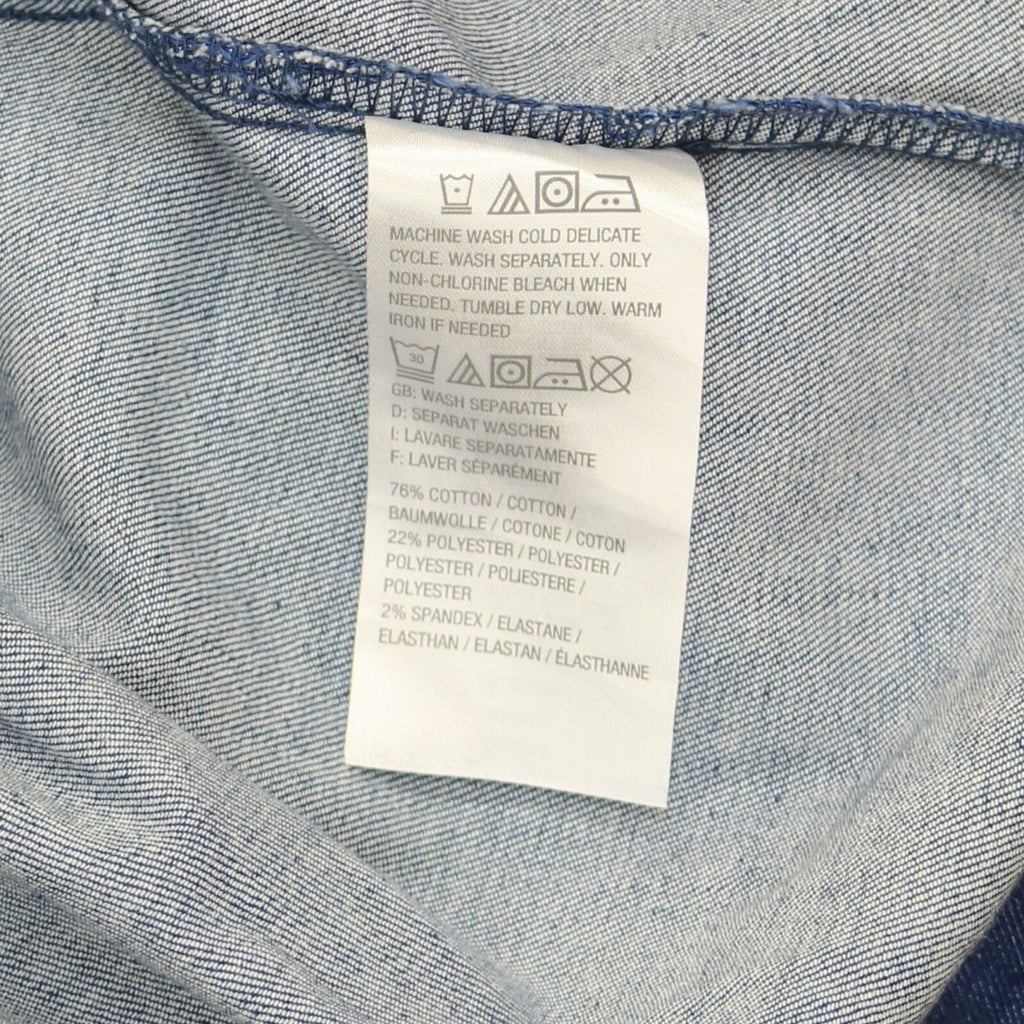 MACHINE WASH COLD DELICATE
CYCLE. WASH SEPARATELY. ONLY
NON-CHLORINE BLEACH WHEN
NEEDED. TUMBLE DRY LOW. WARM
IRON IF NEEDED
30
GB: WASH SEPARATELY
D: SEPARAT WASCHEN
I: LAVARE SEPARATAMENTE
F: LAVER SÉPARÉMENT
76% COTTON / COTTON /
BAUMWOLLE / COTONE / COTON
22% POLYESTER / POLYESTER /
POLYESTER / POLIESTERE /
POLYESTER
2% SPANDEX / ELASTANE /
ELASTHAN / ELASTAN / ÉLASTHANNE